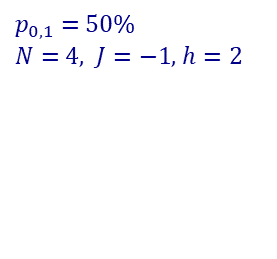 p₀,₁ = 50%
N = 4, J = −1, h = 2